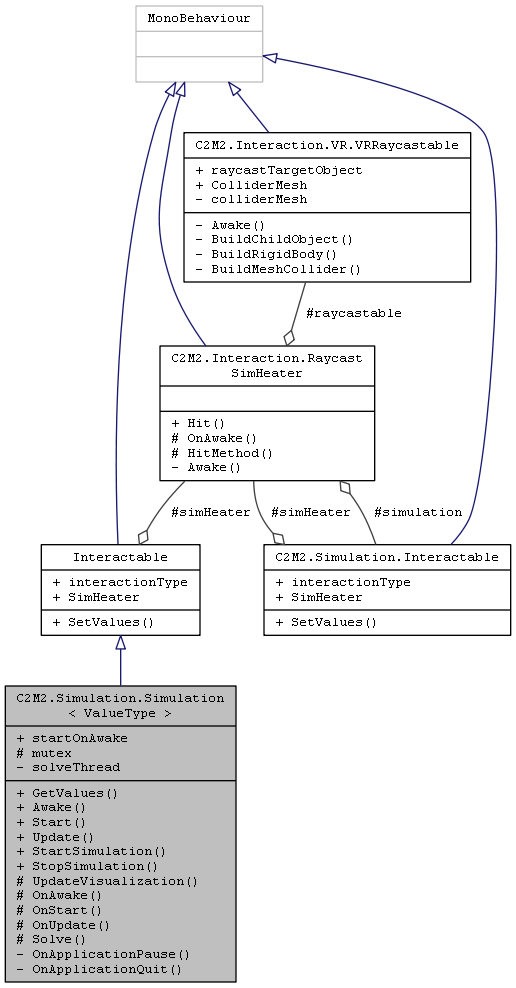 MonoBehaviour
C2M2.Interaction.VR.VRRaycastable
+ raycastTargetObject
+ ColliderMesh
- colliderMesh
- Awake()
- BuildChildObject()
- BuildRigidBody()
- BuildMeshCollider()
#raycastable
C2M2.Interaction.Raycast
SimHeater
+ Hit()
# OnAwake()
# HitMethod()
- Awake()
#simHeater
#simHeater
#simulation
Interactable
+ interactionType
+ SimHeater
+ SetValues()
C2M2.Simulation.Interactable
+ interactionType
+ SimHeater
+ SetValues()
C2M2.Simulation.Simulation
< ValueType >
+ startOnAwake
# mutex
- solveThread
+ GetValues()
+ Awake()
+ Start()
+ Update()
+ StartSimulation()
+ StopSimulation()
# UpdateVisualization()
# OnAwake()
# OnStart()
# OnUpdate()
# Solve()
- OnApplicationPause()
- OnApplicationQuit()